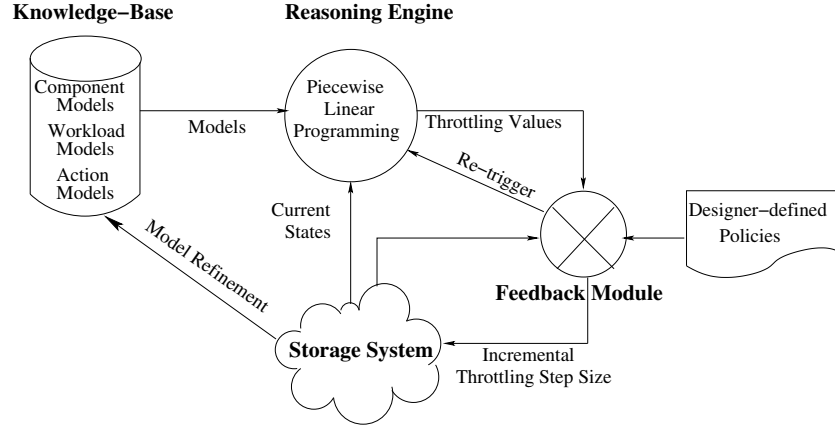 Knowledge-Base
Reasoning Engine
Component
Models
Workload
Models
Action
Models
Models
Piecewise
Linear
Programming
Throttling Values
Re-trigger
Current
States
Designer-defined
Policies
Model Refinement
Feedback Module
Storage System
Incremental
Throttling Step Size